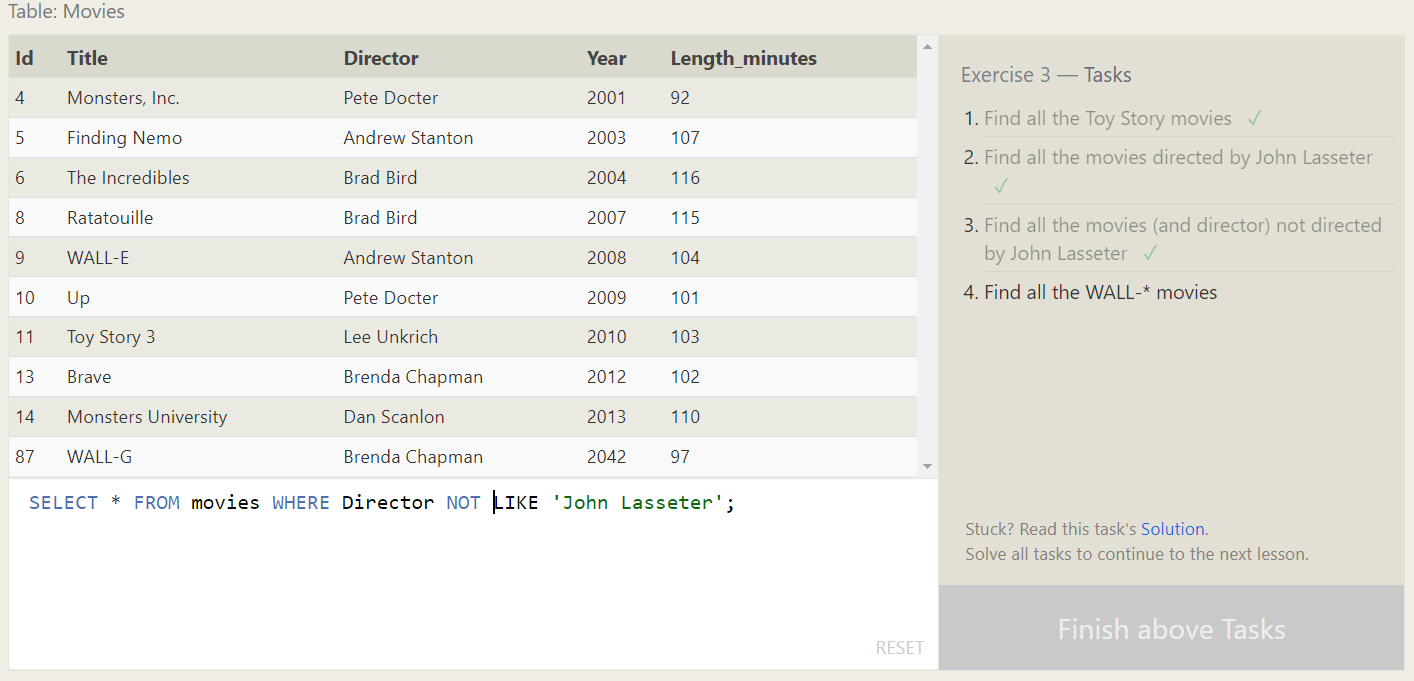 Table: Movies
Id Title Director Year Length_minutes
4 Monsters, Inc. Pete Docter 2001 92
5 Finding Nemo Andrew Stanton 2003 107
6 The Incredibles Brad Bird 2004 116
8 Ratatouille Brad Bird 2007 115
9 WALL-E Andrew Stanton 2008 104
10 Up Pete Docter 2009 101
11 Toy Story 3 Lee Unkrich 2010 103
13 Brave Brenda Chapman 2012 102
14 Monsters University Dan Scanlon 2013 110
87 WALL-G Brenda Chapman 2042 97
SELECT * FROM movies WHERE Director NOT LIKE 'John Lasseter';
RESET
Exercise 3 — Tasks
1. Find all the Toy Story movies ✓
2. Find all the movies directed by John Lasseter
✓
3. Find all the movies (and director) not directed
by John Lasseter ✓
4. Find all the WALL-* movies
Stuck? Read this task's Solution.
Solve all tasks to continue to the next lesson.
Finish above Tasks